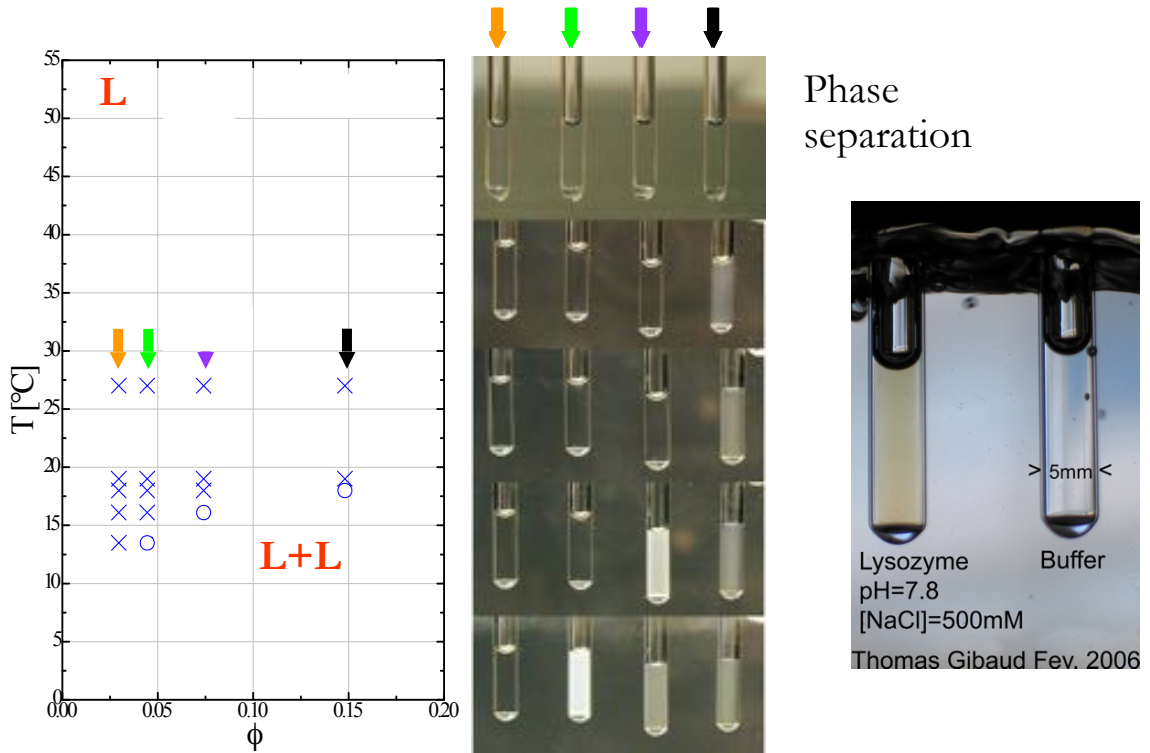 55
50
45
40
35
30
25
20
15
10
5
0
T [°C]
L
L+L
0.00 0.05 0.10 0.15 0.20
ϕ
Phase
separation
> 5mm <
Lysozyme
pH=7.8
[NaCl]=500mM
Buffer
Thomas Gibaud Fev. 2006